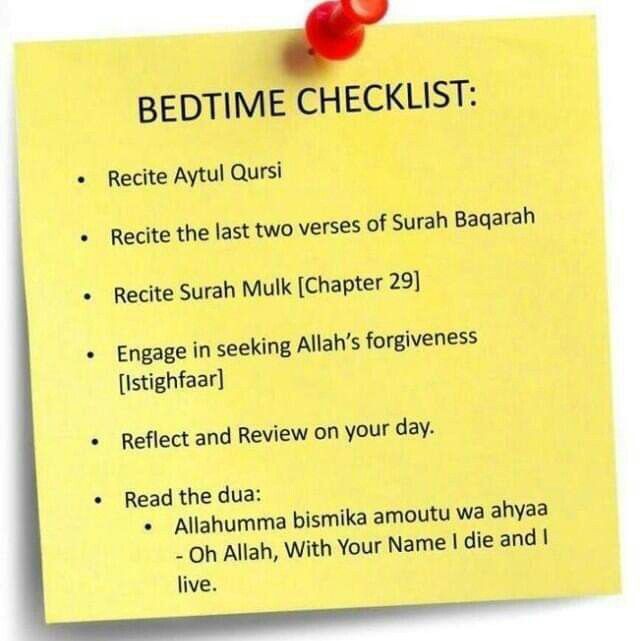 BEDTIME CHECKLIST:
• Recite Aytul Qursi
• Recite the last two verses of Surah Baqarah
• Recite Surah Mulk [Chapter 29]
• Engage in seeking Allah's forgiveness
[Istighfaar]
• Reflect and Review on your day.
• Read the dua:
• Allahumma bismika amoutu wa ahyaa
- Oh Allah, With Your Name I die and I
live.